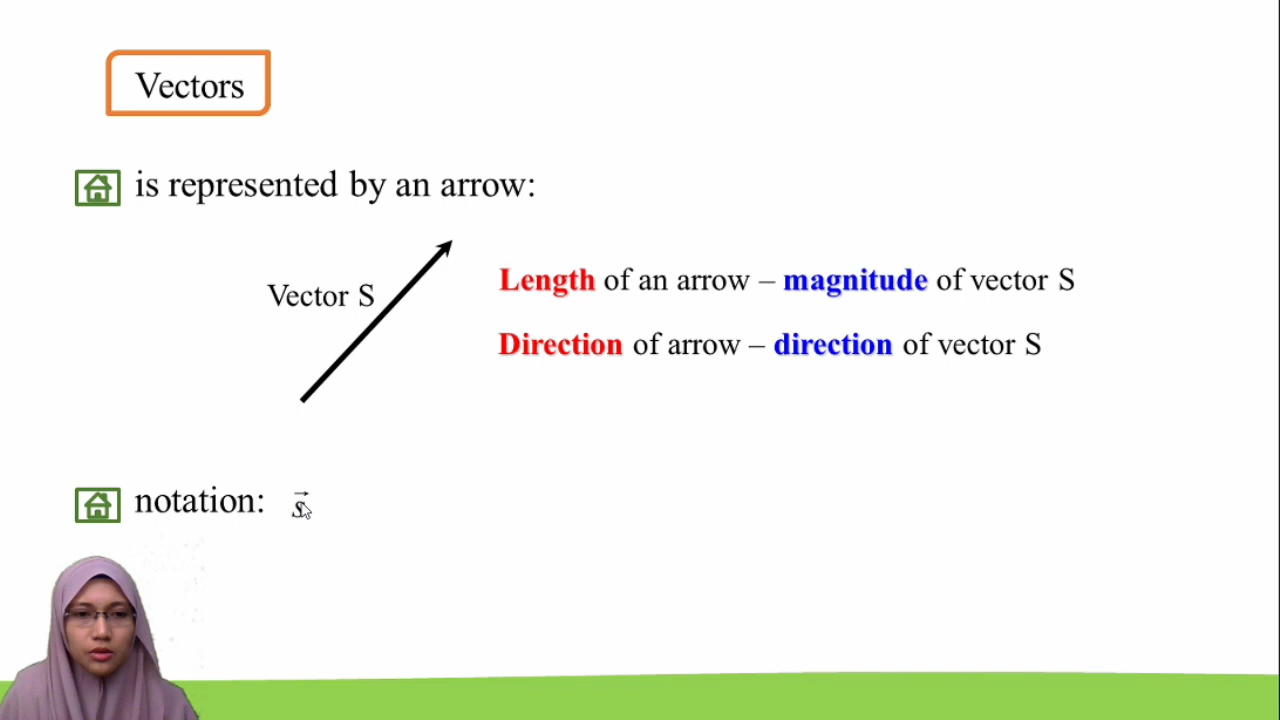 Vectors
is represented by an arrow:
Vector S
Length of an arrow – magnitude of vector S
Direction of arrow – direction of vector S
notation: \vec{s}